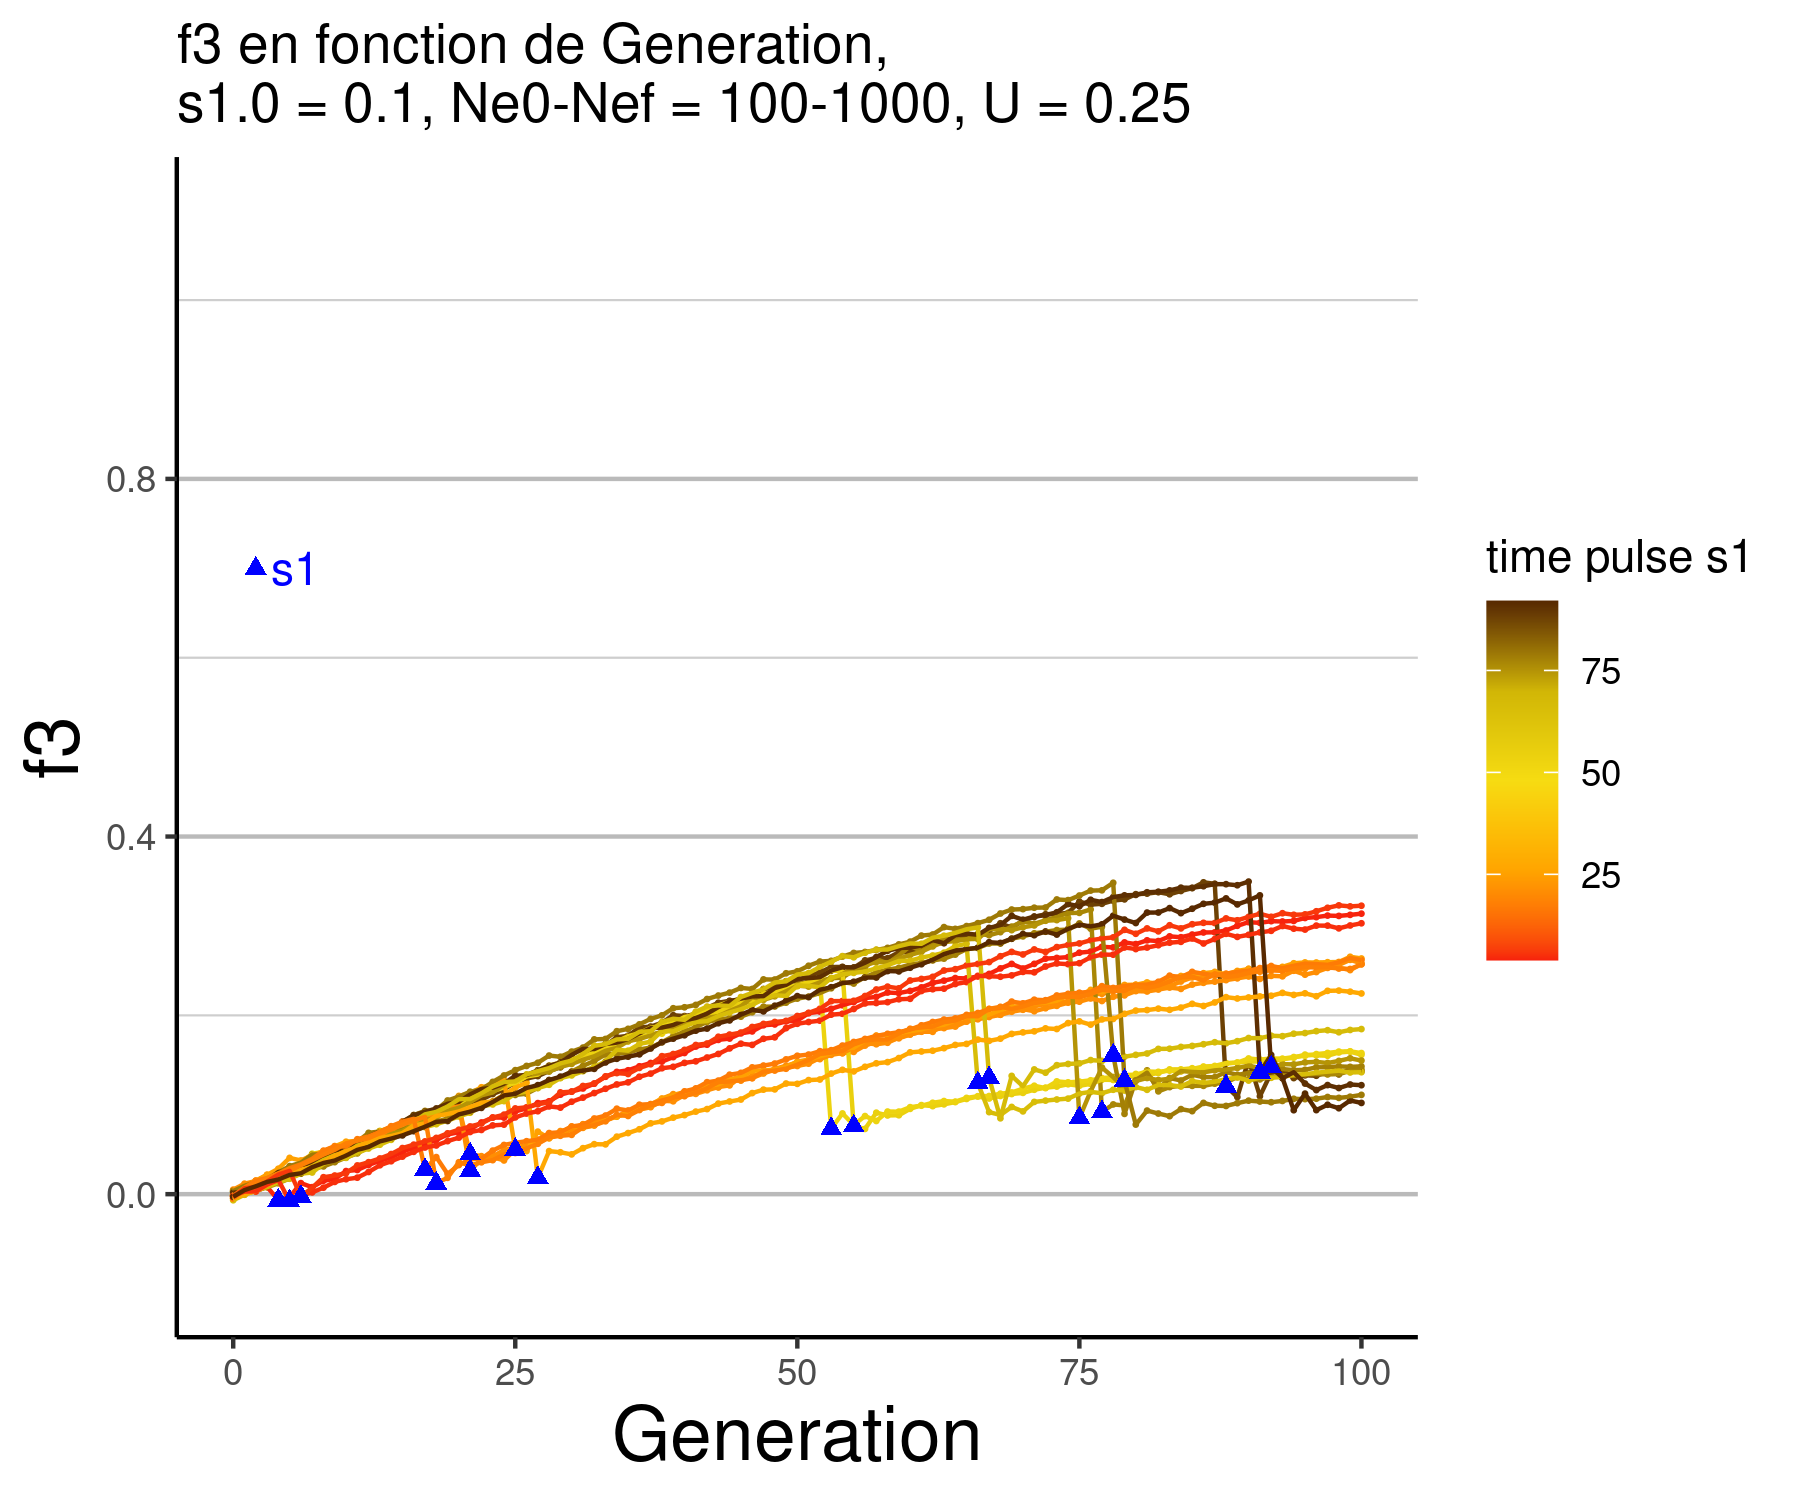 f3 en fonction de Generation,
s1.0 = 0.1, Ne0-Nef = 100-1000, U = 0.25
f3
0.8
0.4
0.0
s1
0
25
50
75
100
Generation
time pulse s1
75
50
25